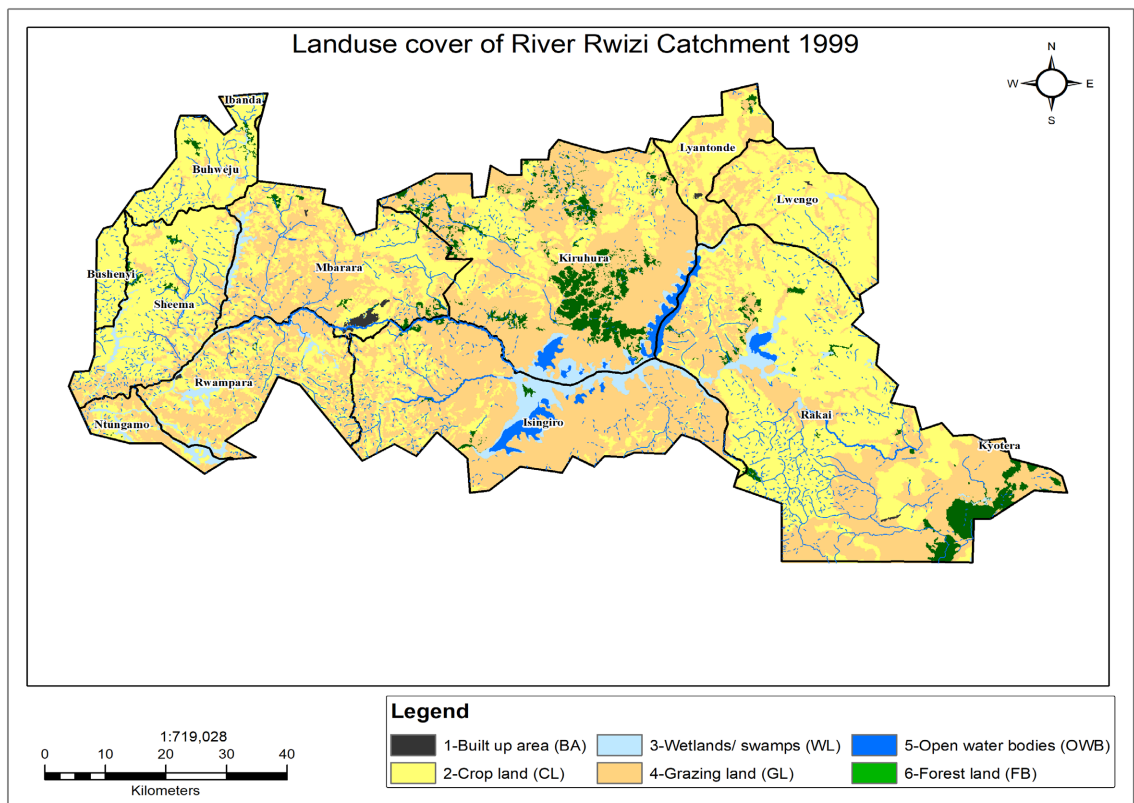 Landuse cover of River Rwizi Catchment 1999
N
W E
S
Ibanda
Lyantonde
Buhweju
Lwengo
Kiruhura
Mbarara
Bushenyi
Sheema
Rwampara
Rakai
Ntungamo
Isingiro
Kyotera
Legend
1:719,028
0 10 20 30 40
Kilometers
1-Built up area (BA)
2-Crop land (CL)
3-Wetlands/ swamps (WL)
4-Grazing land (GL)
5-Open water bodies (OWB)
6-Forest land (FB)